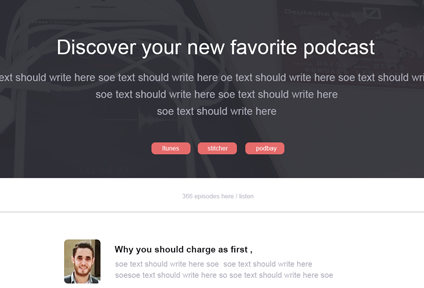 Discover your new favorite podcast
ext should write here soe text should write here oe text should write here soe text should wri
soe text should write here soe text should write here
soe text should write here
Itunes stitcher podbay
305 episodes here / listen
Why you should charge as first ,
soe text should write here soe soe text should write here
soesoe text should write here so soe text should write here soe